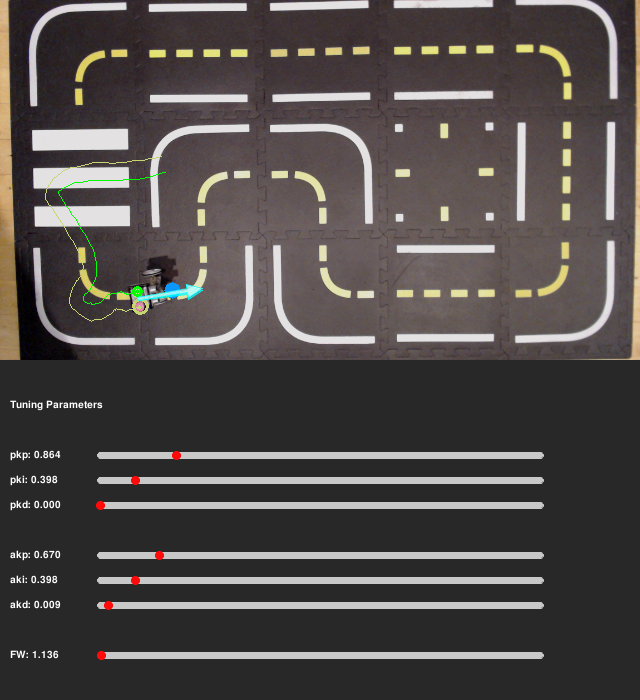 Tuning Parameters
pkp: 0.864
pki: 0.398
pkd: 0.000
akp: 0.670
aki: 0.398
akd: 0.009
FW: 1.136